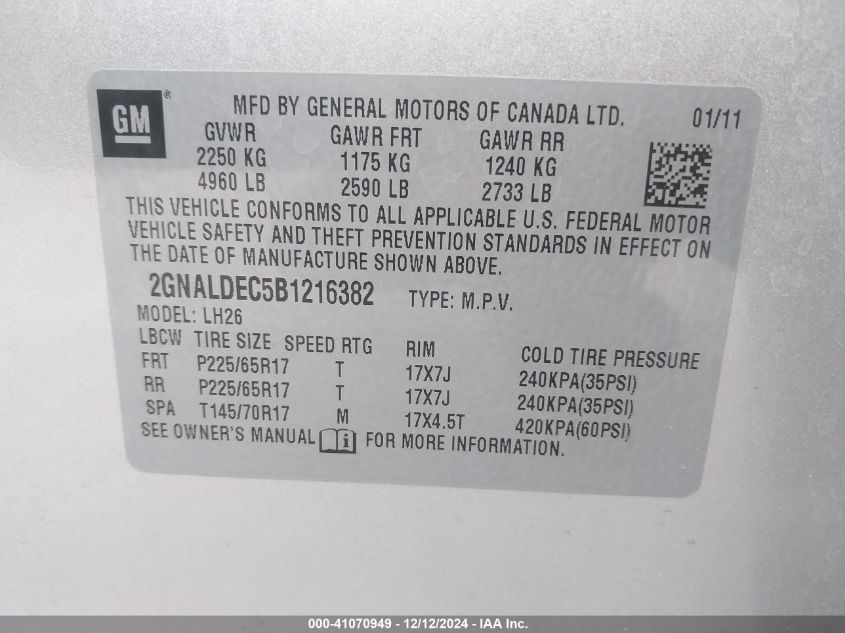 GM®
MFD BY GENERAL MOTORS OF CANADA LTD. 01/11
GVWR GAWR FRT GAWR RR
2250 KG 1175 KG 1240 KG
4960 LB 2590 LB 2733 LB
THIS VEHICLE CONFORMS TO ALL APPLICABLE U.S. FEDERAL MOTOR
VEHICLE SAFETY AND THEFT PREVENTION STANDARDS IN EFFECT ON
THE DATE OF MANUFACTURE SHOWN ABOVE.
2GNALDEC5B1216382 TYPE: M.P.V.
MODEL: LH26
LBCW TIRE SIZE SPEED RTG RIM COLD TIRE PRESSURE
FRT P225/65R17 T 17X7J 240KPA(35PSI)
RR P225/65R17 T 17X7J 240KPA(35PSI)
SPA T145/70R17 M 17X4.5T 420KPA(60PSI)
SEE OWNER'S MANUAL FOR MORE INFORMATION.
000-41070949 - 12/12/2024 - IAA Inc.